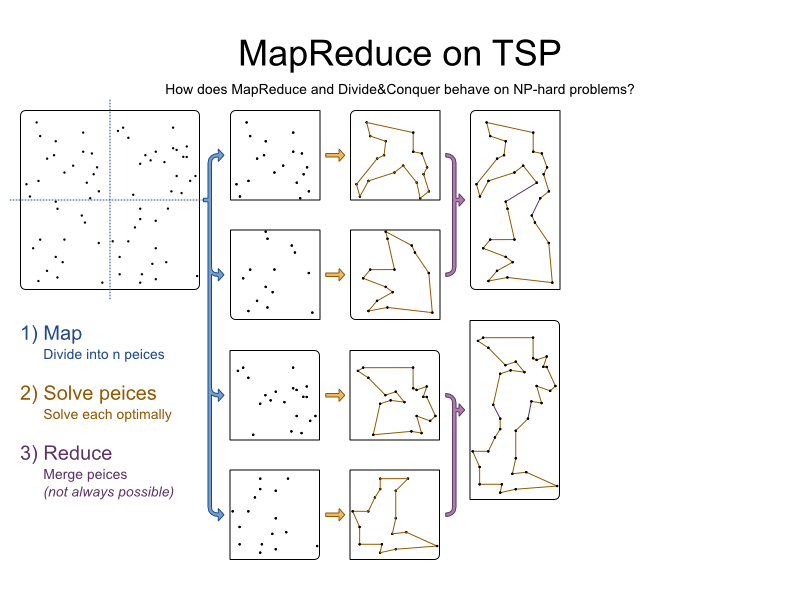 MapReduce on TSP
How does MapReduce and Divide&Conquer behave on NP-hard problems?
1) Map
Divide into n peices
2) Solve peices
Solve each optimally
3) Reduce
Merge peices
(not always possible)